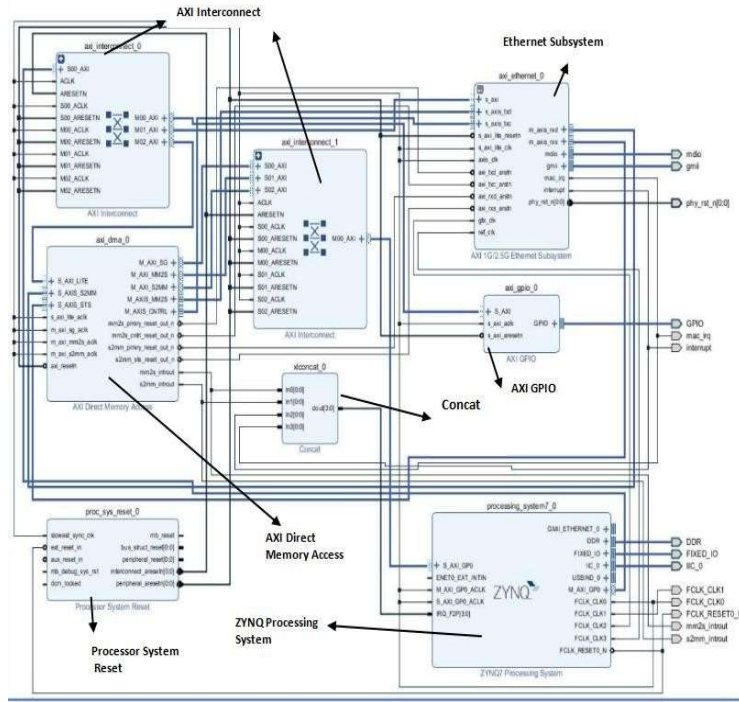 AXI Interconnect
Ethernet Subsystem
axi_interconnect_0
S00_AXI
ACLK
ARESETN
S00_ACLK
S00_ARESETN
M00_ACLK
M00_ARESETN
M01_ACLK
M01_ARESETN
M02_ACLK
M02_ARESETN
M00_AXI
M01_AXI
M02_AXI
AXI Interconnect
axi_interconnect_1
S00_AXI
S01_AXI
S02_AXI
ACLK
ARESETN
S00_ACLK
S00_ARESETN
M00_ACLK
M00_ARESETN
S01_ACLK
S01_ARESETN
S02_ACLK
S02_ARESETN
M00_AXI
AXI Interconnect
axi_ethernet_0
s_axi
s_axis_txd
s_axis_txc
s_axi_lite_resetn
s_axi_lite_clk
axis_clk
axi_txd_arstn
axi_txc_arstn
axi_rxd_arstn
axi_rxs_arstn
gtx_clk
ref_clk
m_axis_rxd
m_axis_rxs
mdio
gmii
mac_irq
interrupt
phy_rst_n[0:0]
AXI 1G/2.5G Ethernet Subsystem
mdio
gmii
phy_rst_n[0:0]
axi_dma_0
S_AXI_LITE
S_AXIS_S2MM
S_AXIS_STS
s_axi_lite_aclk
m_axi_sg_aclk
m_axi_mm2s_aclk
m_axi_s2mm_aclk
axi_resetn
M_AXI_SG
M_AXI_MM2S
M_AXI_S2MM
M_AXIS_MM2S
M_AXIS_CNTRL
mm2s_prmry_reset_out_n
mm2s_cntrl_reset_out_n
s2mm_prmry_reset_out_n
s2mm_sts_reset_out_n
mm2s_introut
s2mm_introut
AXI Direct Memory Access
axi_gpio_0
S_AXI
s_axi_aclk
s_axi_aresetn
GPIO
AXI GPIO
GPIO
mac_irq
interrupt
AXI GPIO
xlconcat_0
In0[0:0]
In1[0:0]
In2[0:0]
In3[0:0]
dout[3:0]
Concat
Concat
proc_sys_reset_0
slowest_sync_clk
ext_reset_in
aux_reset_in
mb_debug_sys_rst
dcm_locked
mb_reset
bus_struct_reset[0:0]
peripheral_reset[0:0]
interconnect_aresetn[0:0]
peripheral_aresetn[0:0]
Processor System Reset
AXI Direct
Memory Access
processing_system7_0
S_AXI_GP0
ENET0_EXT_INTIN
M_AXI_GP0_ACLK
S_AXI_GP0_ACLK
IRQ_F2P[3:0]
ZYNQ
GMII_ETHERNET_0
DDR
FIXED_IO
IIC_0
USBIND_0
M_AXI_GP0
FCLK_CLK0
FCLK_CLK1
FCLK_CLK2
FCLK_CLK3
FCLK_RESET0_N
ZYNQ7 Processing System
DDR
FIXED_IO
IIC_0
FCLK_CLK1
FCLK_CLK0
FCLK_RESET0_
mm2s_introut
s2mm_introut
ZYNQ Processing
System
Processor System
Reset